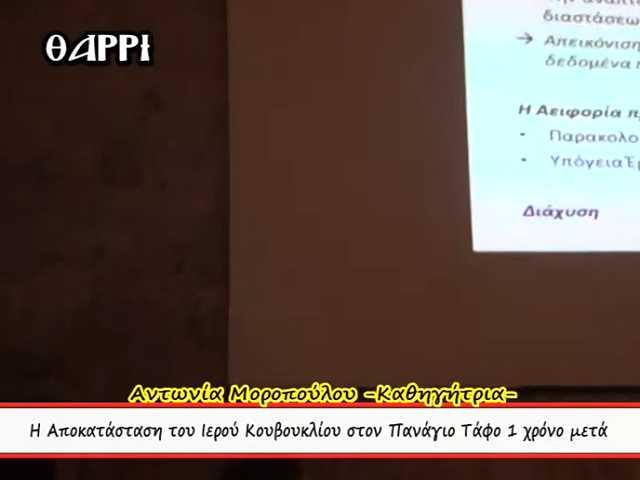 ΘΑΡΡΙ
διαστάσεω
→ Απεικόνιση
δεδομένα
Η Αειφορία
- Παρακολο
- Υπόγεια Έρ
Διάχυση
Αντωνία Μοροπούλου -Καθηγήτρια-
Η Αποκατάσταση του Ιερού Κουβουκλίου στον Πανάγιο Τάφο 1 χρόνο μετά